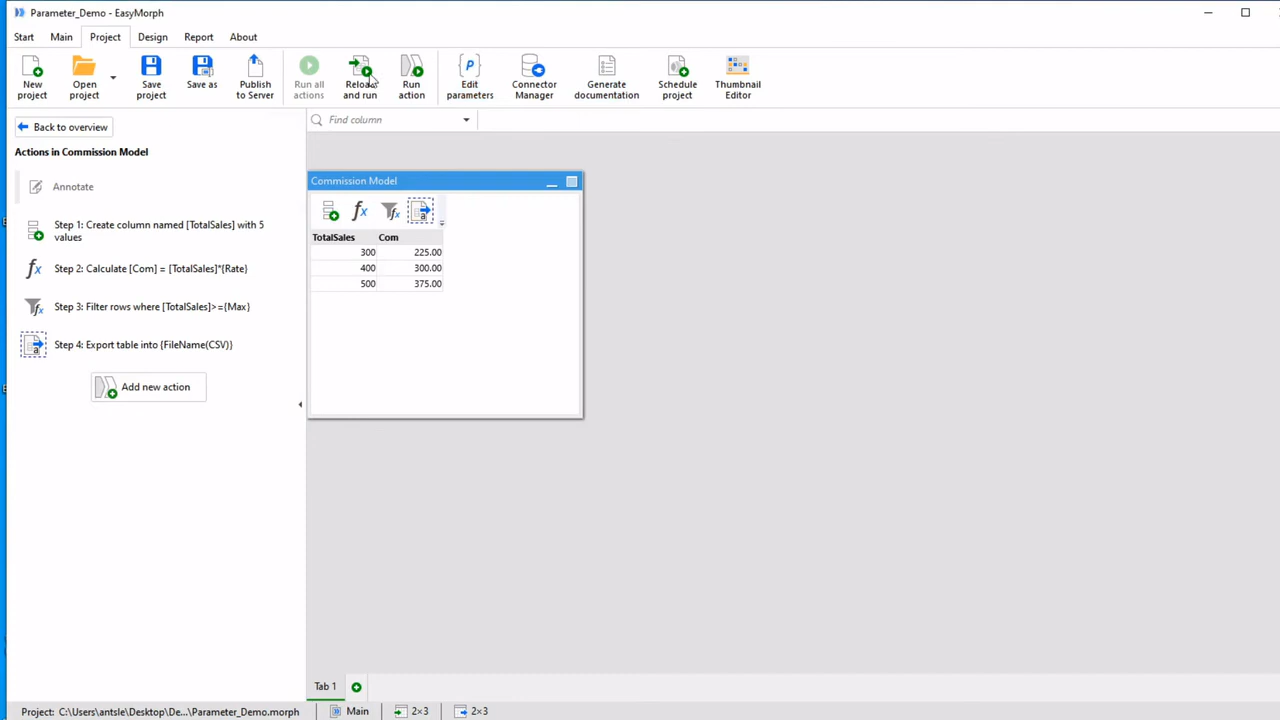 Parameter_Demo - EasyMorph
Start Main Project Design Report About
New project
Open project
Save project
Save as
Publish to Server
Run all actions
Reload and run
Run action
Edit parameters
Connector Manager
Generate documentation
Schedule project
Thumbnail Editor
Back to overview
Find column
Actions in Commission Model
Annotate
Step 1: Create column named [TotalSales] with 5
values
Step 2: Calculate [Com] = [TotalSales]*{Rate}
Step 3: Filter rows where [TotalSales]>={Max}
Step 4: Export table into {FileName(CSV)}
Add new action
Commission Model
TotalSales Com
300 225.00
400 300.00
500 375.00
Tab 1
Project: C:\Users\antsle\Desktop\De...\Parameter_Demo.morph Main 2×3 2×3